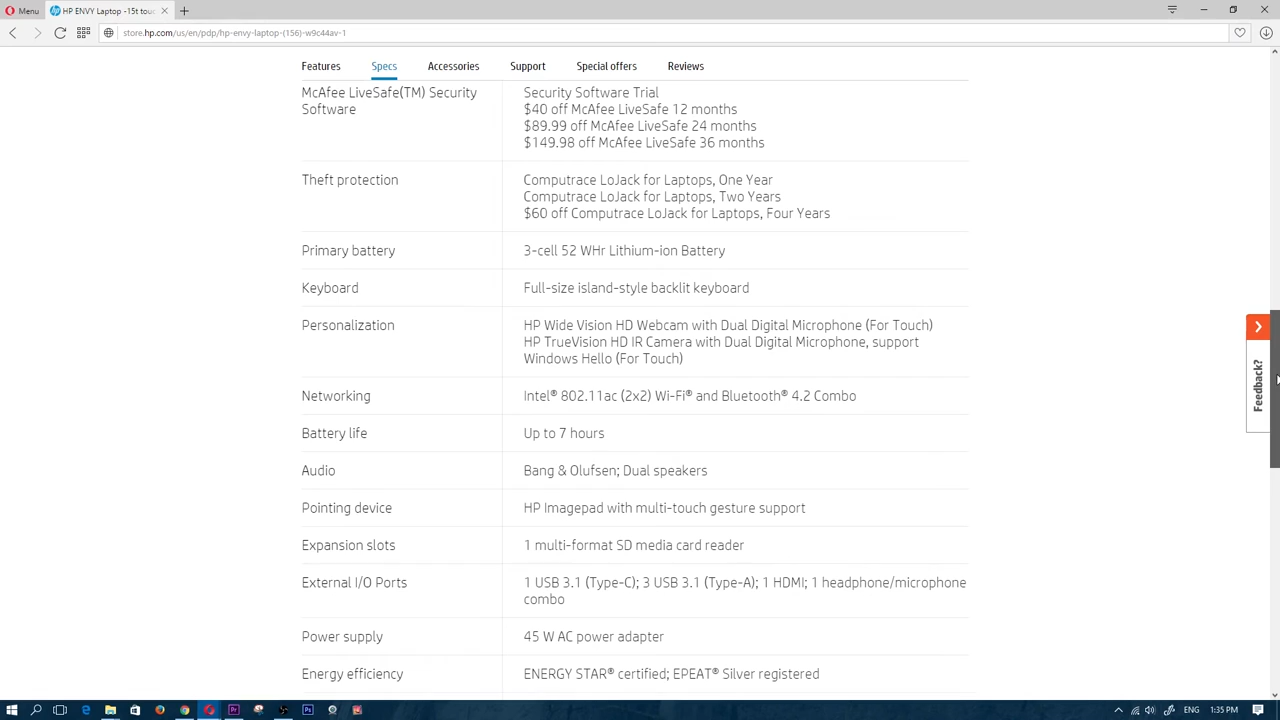 Menu
HP ENVY Laptop -15t touc
store.hp.com/us/en/pdp/hp-envy-laptop-(156)-w9c44av-1
Features Specs Accessories Support Special offers Reviews
McAfee LiveSafe(TM) Security Software
Security Software Trial
$40 off McAfee LiveSafe 12 months
$89.99 off McAfee LiveSafe 24 months
$149.98 off McAfee LiveSafe 36 months
Theft protection
Computrace LoJack for Laptops, One Year
Computrace LoJack for Laptops, Two Years
$60 off Computrace LoJack for Laptops, Four Years
Primary battery
3-cell 52 WHr Lithium-ion Battery
Keyboard
Full-size island-style backlit keyboard
Personalization
HP Wide Vision HD Webcam with Dual Digital Microphone (For Touch)
HP TrueVision HD IR Camera with Dual Digital Microphone, support
Windows Hello (For Touch)
Networking
Intel® 802.11ac (2x2) Wi-Fi® and Bluetooth® 4.2 Combo
Battery life
Up to 7 hours
Audio
Bang & Olufsen; Dual speakers
Pointing device
HP Imagepad with multi-touch gesture support
Expansion slots
1 multi-format SD media card reader
External I/O Ports
1 USB 3.1 (Type-C); 3 USB 3.1 (Type-A); 1 HDMI; 1 headphone/microphone
combo
Power supply
45 W AC power adapter
Energy efficiency
ENERGY STAR® certified; EPEAT® Silver registered
Feedback?
ENG 1:35 PM